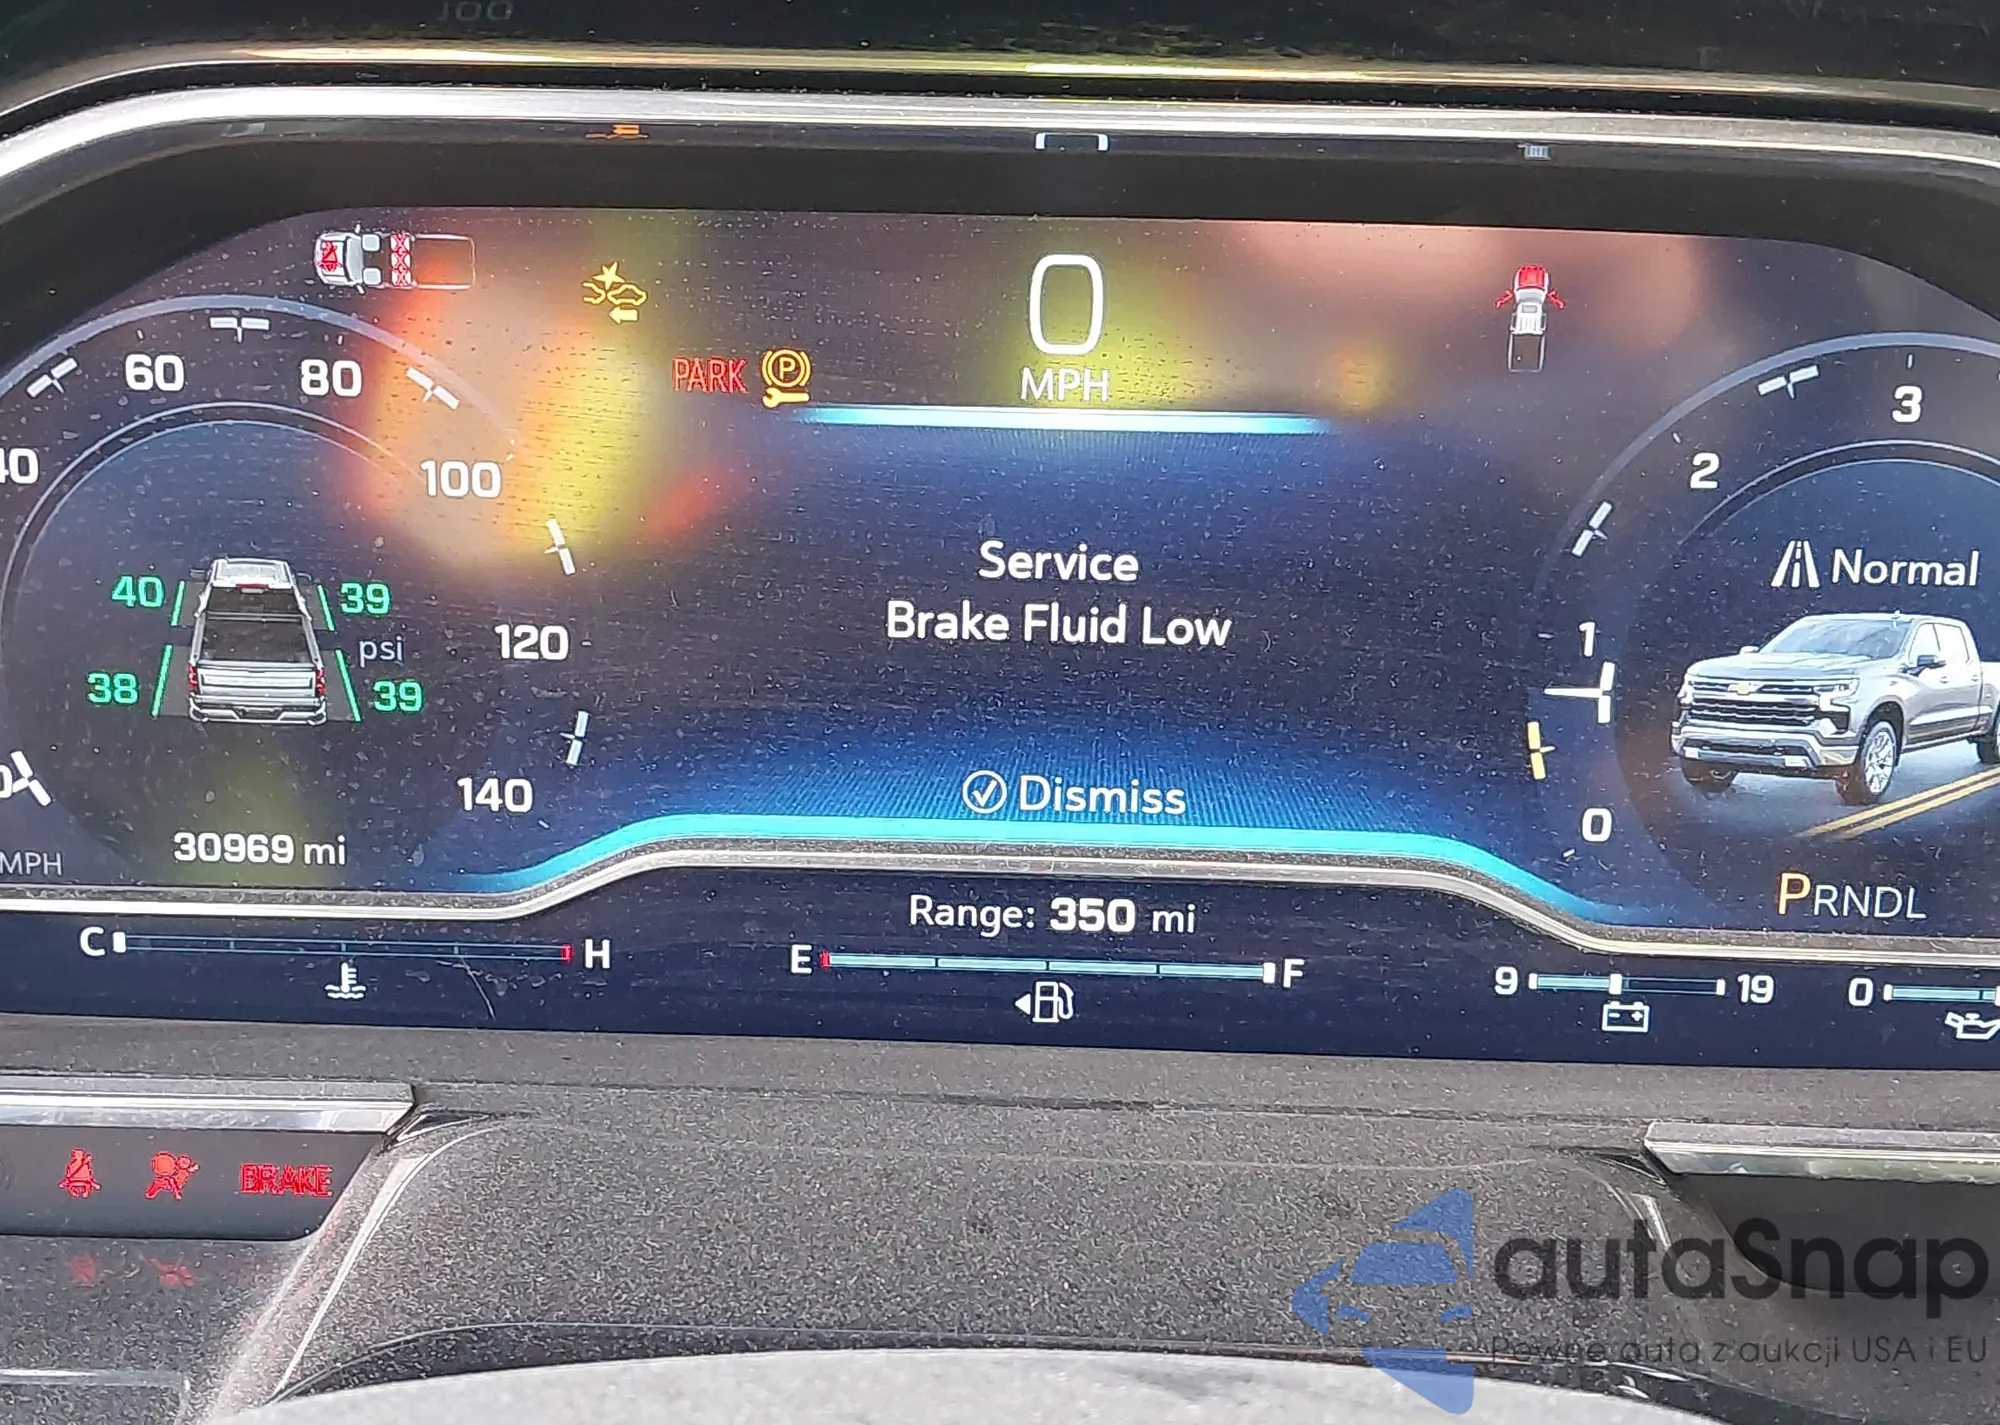 100
0
MPH
PARK P
60
80
100
120
140
MPH
40
39
psi
38
39
30969 mi
Service
Brake Fluid Low
Dismiss
3
2
1
0
Normal
PRNDL
Range: 350 mi
C H
E F
9 19
0
BRAKE
autaSnap
Pewne auta z aukcji USA i EU